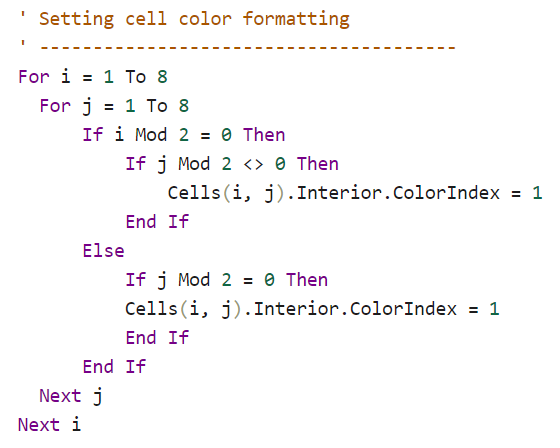 ' Setting cell color formatting
' ---------------------------------------
For i = 1 To 8
  For j = 1 To 8
      If i Mod 2 = 0 Then
          If j Mod 2 <> 0 Then
              Cells(i, j).Interior.ColorIndex = 1
          End If
      Else
          If j Mod 2 = 0 Then
          Cells(i, j).Interior.ColorIndex = 1
          End If
      End If
  Next j
Next i